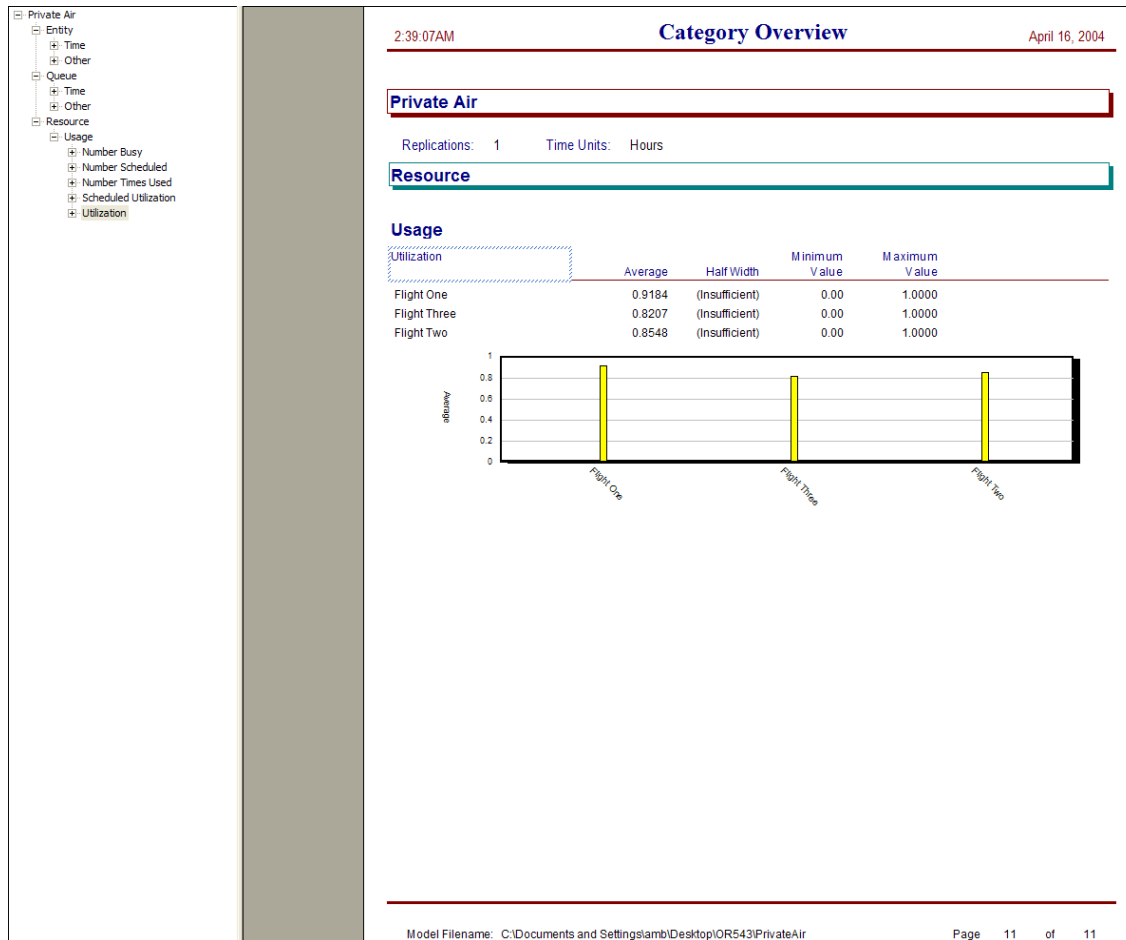 Private Air
Entity
Time
Other
Queue
Time
Other
Resource
Usage
Number Busy
Number Scheduled
Number Times Used
Scheduled Utilization
Utilization
2:39:07AM Category Overview April 16, 2004
Private Air
Replications: 1 Time Units: Hours
Resource
Usage
Utilization Average Half Width Minimum Value Maximum Value
Flight One 0.9184 (Insufficient) 0.00 1.0000
Flight Three 0.8207 (Insufficient) 0.00 1.0000
Flight Two 0.8548 (Insufficient) 0.00 1.0000
1
0.8
0.6
0.4
0.2
0
Average
Flight One Flight Three Flight Two
Model Filename: C:\Documents and Settings\amb\Desktop\OR543\PrivateAir Page 11 of 11